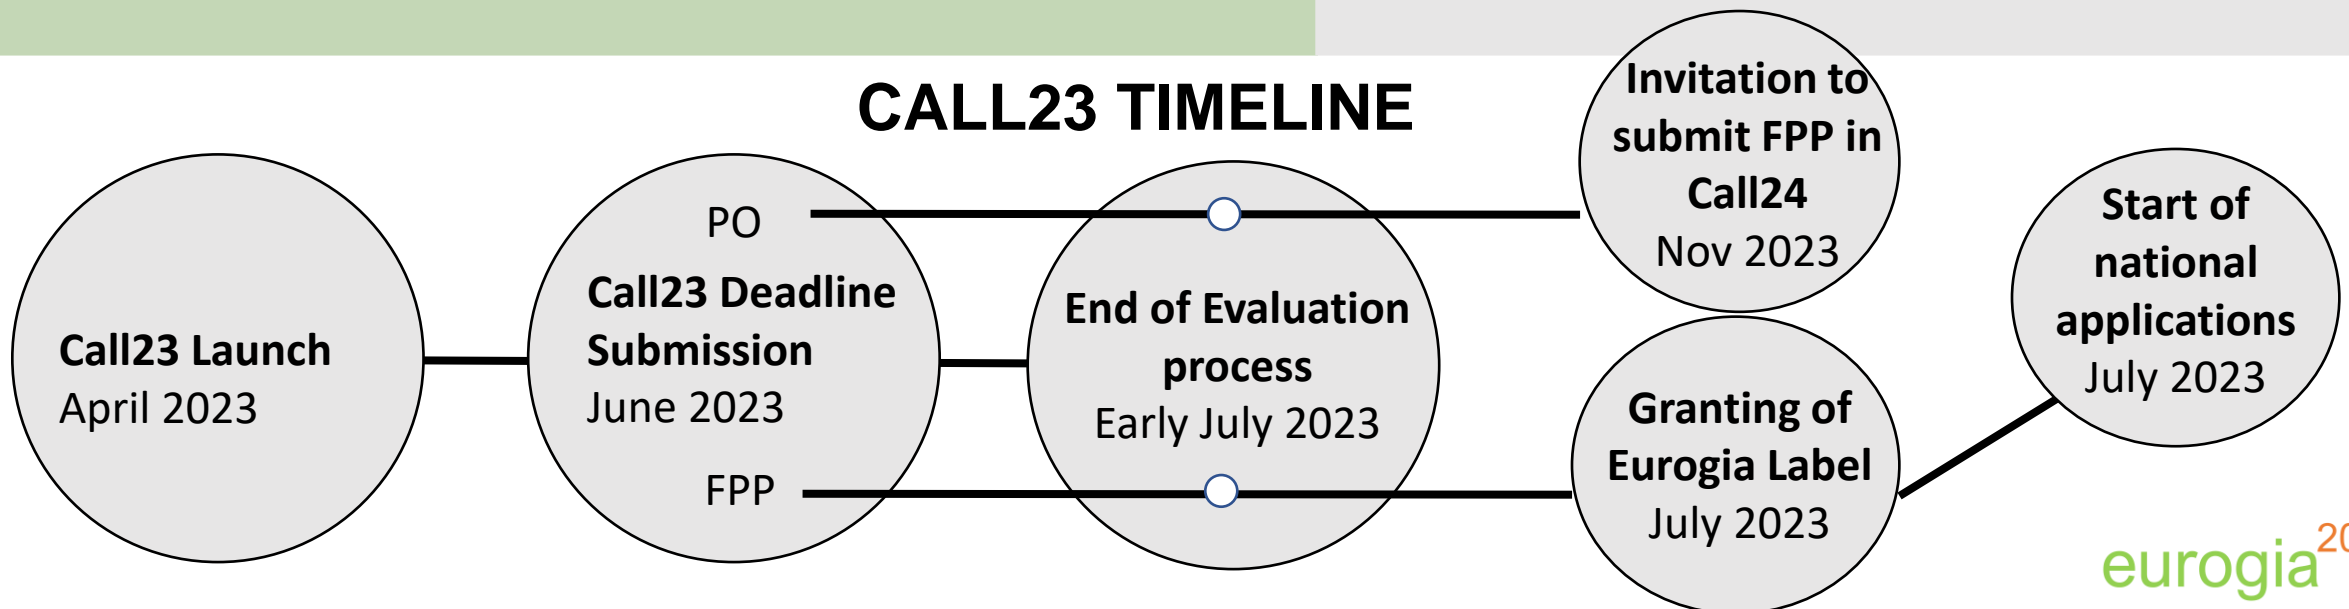 CALL23 TIMELINE
Call23 Launch
April 2023
PO
Call23 Deadline
Submission
June 2023
FPP
End of Evaluation
process
Early July 2023
Invitation to
submit FPP in
Call24
Nov 2023
Granting of
Eurogia Label
July 2023
Start of
national
applications
July 2023
eurogia